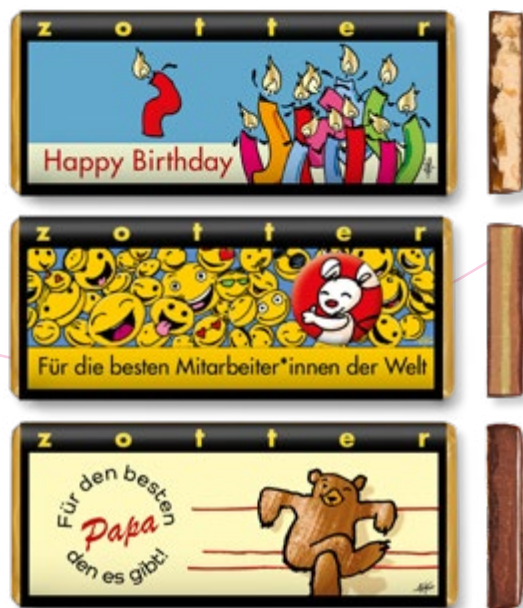 zotter
Happy Birthday
zotter
Für die besten Mitarbeiter*innen der Welt
zotter
Für den besten
Papa
den es gibt!